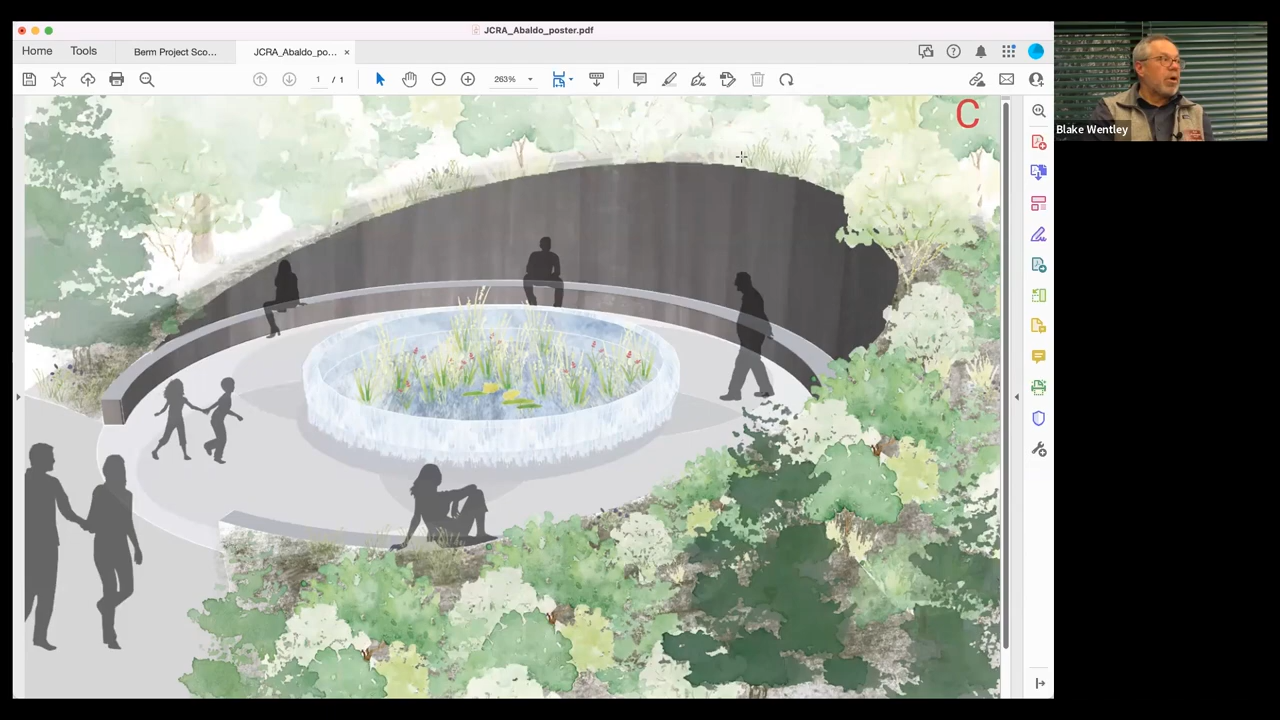 JCRA_Abaldo_poster.pdf
Home
Tools
Berm Project Sco...
JCRA_Abaldo_po...
1 / 1
263%
C
Blake Wentley